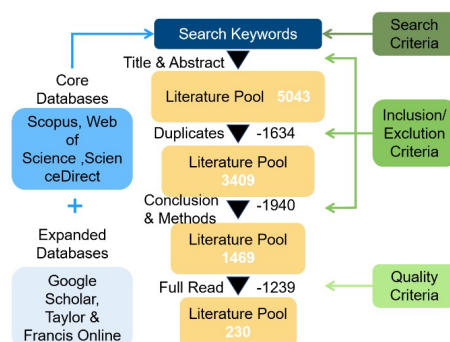 Search Keywords
Search
Criteria
Title & Abstract
Core
Databases
Scopus, Web
of
Science ,Scien
ceDirect
Literature Pool 5043
Duplicates -1634
Inclusion/
Exclution
Criteria
Literature Pool
3409
Conclusion
& Methods
-1940
Expanded
Databases
Google
Scholar,
Taylor &
Francis Online
Literature Pool
1469
Full Read -1239
Quality
Criteria
Literature Pool
230